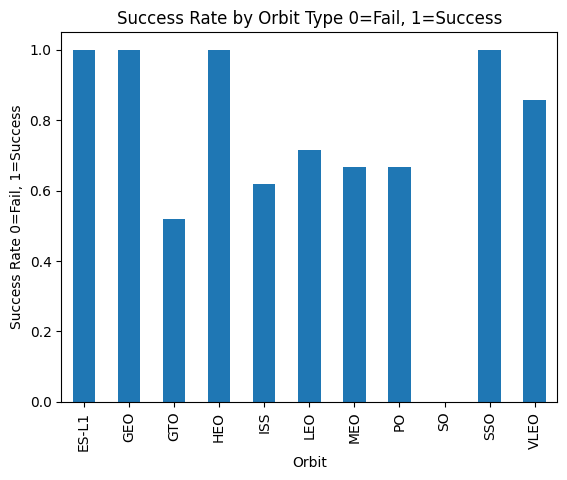 Success Rate by Orbit Type 0=Fail, 1=Success
Success Rate 0=Fail, 1=Success
1.0
0.8
0.6
0.4
0.2
0.0
ES-L1
GEO
GTO
HEO
ISS
LEO
MEO
PO
SO
SSO
VLEO
Orbit